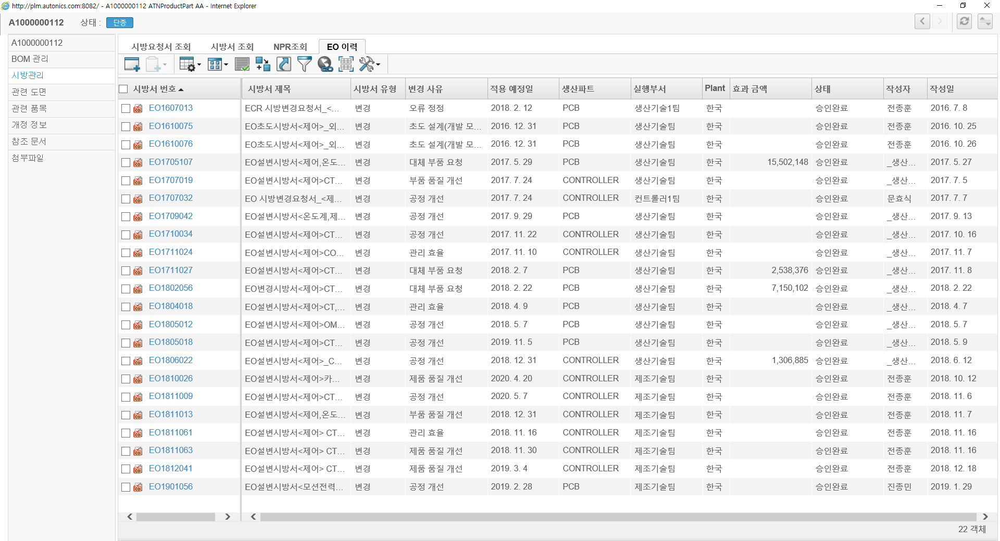 http://plm.autonics.com:8082/ - A1000000112 ATNProductPart AA - Internet Explorer
A1000000112 상태 : 단종
A1000000112
BOM 관리
시방관리
관련 도면
관련 품목
개정 정보
참조 문서
첨부파일
시방요청서 조회 시방서 조회 NPR조회 EO 이력
시방서 번호 시방서 제목 시방서 유형 변경 사유 적용 예정일 생산파트 실행부서 Plant 효과 금액 상태 작성자 작성일
EO1607013 ECR 시방변경요청서_<... 변경 오류 정정 2018. 2. 12 PCB 생산기술1팀 한국 승인완료 전종훈 2016. 7. 8
EO1610075 EO초도시방서<제어>_외... 변경 초도 설계(개발 모... 2016. 12. 31 PCB 생산기술팀 한국 승인완료 전종훈 2016. 10. 25
EO1610076 EO초도시방서<제어>_외... 변경 초도 설계(개발 모... 2016. 12. 31 PCB 생산기술팀 한국 승인완료 전종훈 2016. 10. 26
EO1705107 EO설변시방서<제어,온도... 변경 대체 부품 요청 2017. 5. 29 PCB 생산기술팀 한국 15,502,148 승인완료 _생산... 2017. 5. 27
EO1707019 EO설변시방서<제어>CT... 변경 부품 품질 개선 2017. 7. 24 CONTROLLER 생산기술팀 한국 승인완료 _생산... 2017. 7. 5
EO1707032 EO 시방변경요청서_<제... 변경 공정 개선 2017. 7. 24 CONTROLLER 컨트롤러1팀 한국 승인완료 문효식 2017. 7. 7
EO1709042 EO설변시방서<온도계,제... 변경 공정 개선 2017. 9. 29 PCB 생산기술팀 한국 승인완료 _생산... 2017. 9. 13
EO1710034 EO설변시방서<제어>CT... 변경 공정 개선 2017. 11. 22 CONTROLLER 생산기술팀 한국 승인완료 _생산... 2017. 10. 16
EO1711024 EO설변시방서<제어>CO... 변경 관리 효율 2017. 11. 10 CONTROLLER 생산기술팀 한국 승인완료 _생산... 2017. 11. 7
EO1711027 EO설변시방서<제어>CT... 변경 대체 부품 요청 2018. 2. 7 PCB 생산기술팀 한국 2,538,376 승인완료 _생산... 2017. 11. 8
EO1802056 EO변경시방서<제어>CT... 변경 대체 부품 요청 2018. 2. 22 PCB 생산기술팀 한국 7,150,102 승인완료 _생산... 2018. 2. 22
EO1804018 EO설변시방서<제어>CT,... 변경 관리 효율 2018. 4. 9 PCB 생산기술팀 한국 승인완료 _생산... 2018. 4. 7
EO1805012 EO설변시방서<제어>OM... 변경 공정 개선 2018. 5. 7 PCB 생산기술팀 한국 승인완료 _생산... 2018. 5. 7
EO1805018 EO설변시방서<제어>CT... 변경 공정 개선 2019. 11. 5 PCB 생산기술팀 한국 승인완료 _생산... 2018. 5. 9
EO1806022 EO설변시방서<제어>_C... 변경 공정 개선 2018. 12. 31 CONTROLLER 생산기술팀 한국 1,306,885 승인완료 _생산... 2018. 6. 12
EO1810026 EO설변시방서<제어>카... 변경 제품 품질 개선 2020. 4. 20 CONTROLLER 제조기술팀 한국 승인완료 전종훈 2018. 10. 12
EO1811009 EO설변시방서<제어>CT... 변경 공정 개선 2020. 5. 7 CONTROLLER 제조기술팀 한국 승인완료 전종훈 2018. 11. 6
EO1811013 EO설변시방서<제어,온도... 변경 부품 품질 개선 2018. 12. 31 CONTROLLER 제조기술팀 한국 승인완료 전종훈 2018. 11. 7
EO1811061 EO설변시방서<제어> CT... 변경 관리 효율 2018. 11. 16 CONTROLLER 제조기술팀 한국 승인완료 전종훈 2018. 11. 16
EO1811063 EO설변시방서<제어> CT... 변경 제품 품질 개선 2018. 11. 30 CONTROLLER 제조기술팀 한국 승인완료 전종훈 2018. 11. 16
EO1812041 EO설변시방서<제어> CT... 변경 제품 품질 개선 2019. 3. 4 CONTROLLER 제조기술팀 한국 승인완료 전종훈 2018. 12. 18
EO1901056 EO설변시방서<모션전력... 변경 공정 개선 2019. 2. 28 PCB 제조기술팀 한국 승인완료 진종민 2019. 1. 29
22 객체